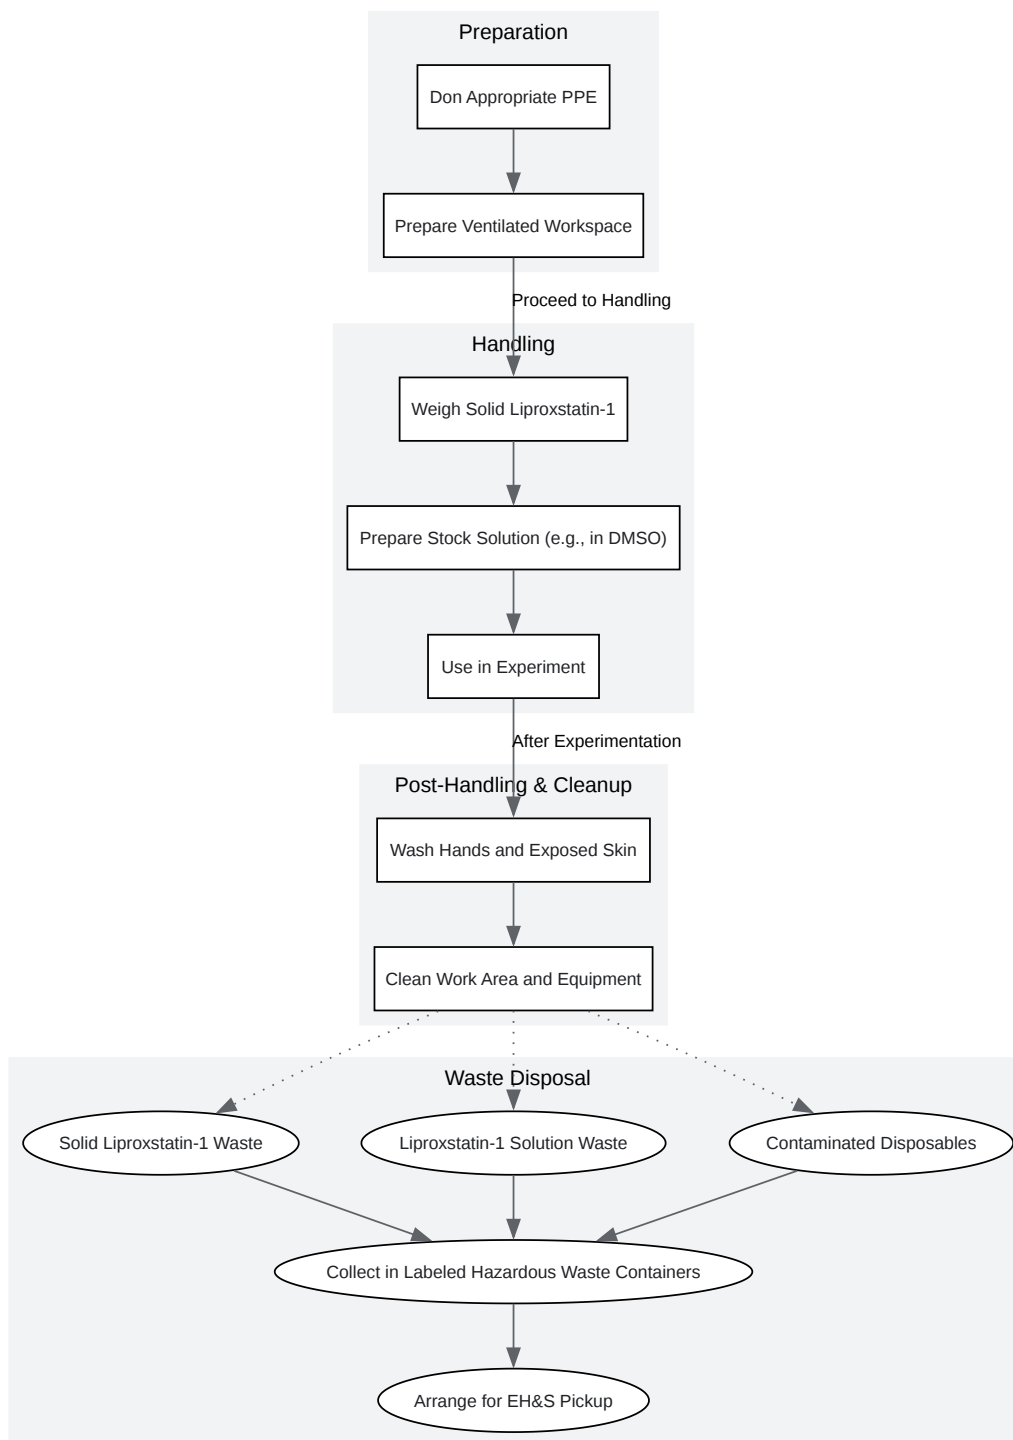 Preparation
Don Appropriate PPE
Prepare Ventilated Workspace
Proceed to Handling
Handling
Weigh Solid Liproxstatin-1
Prepare Stock Solution (e.g., in DMSO)
Use in Experiment
After Experimentation
Post-Handling & Cleanup
Wash Hands and Exposed Skin
Clean Work Area and Equipment
Waste Disposal
Solid Liproxstatin-1 Waste
Liproxstatin-1 Solution Waste
Contaminated Disposables
Collect in Labeled Hazardous Waste Containers
Arrange for EH&S Pickup